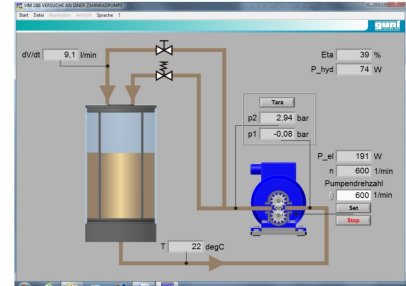 HM 286 VERSUCHE AN EINER ZAHNRADPUMPE
Start Datei Bearbeiten Ansicht Sprache ?
gunt
dV/dt 9,1 l/min
Eta 39 %
P_hyd 74 W
Tara
p2 2,94 bar
p1 -0,08 bar
P_el 191 W
n 600 1/min
Pumpendrehzahl
600 1/min
Set
Stop
T 22 degC